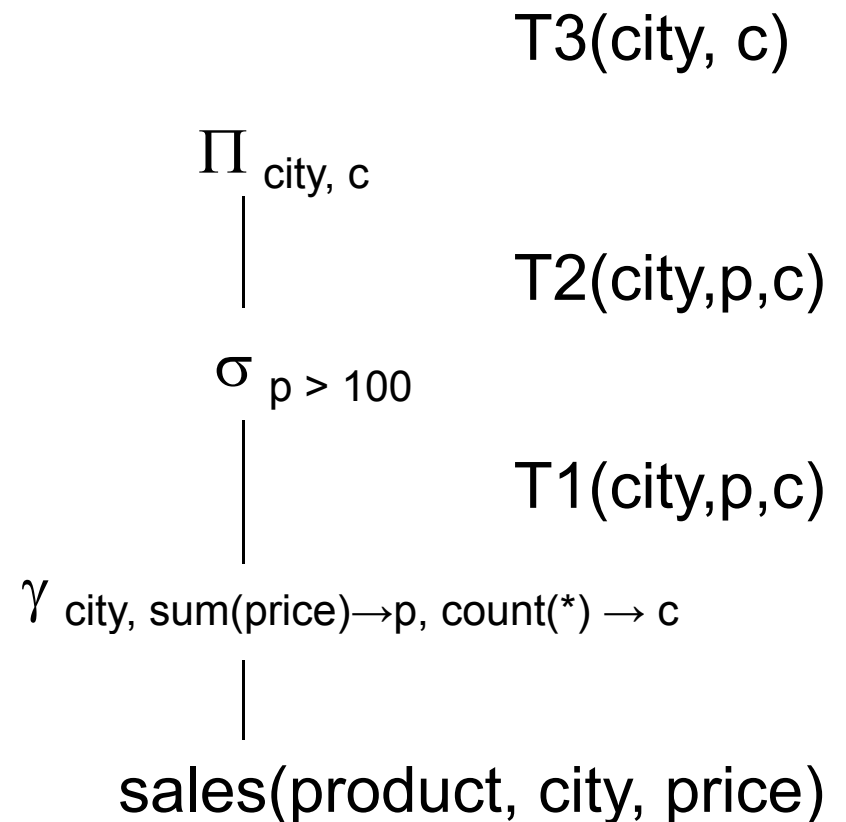 T3(city, c)
Π city, c
T2(city,p,c)
σ p > 100
T1(city,p,c)
γ city, sum(price)→p, count(*) → c
sales(product, city, price)